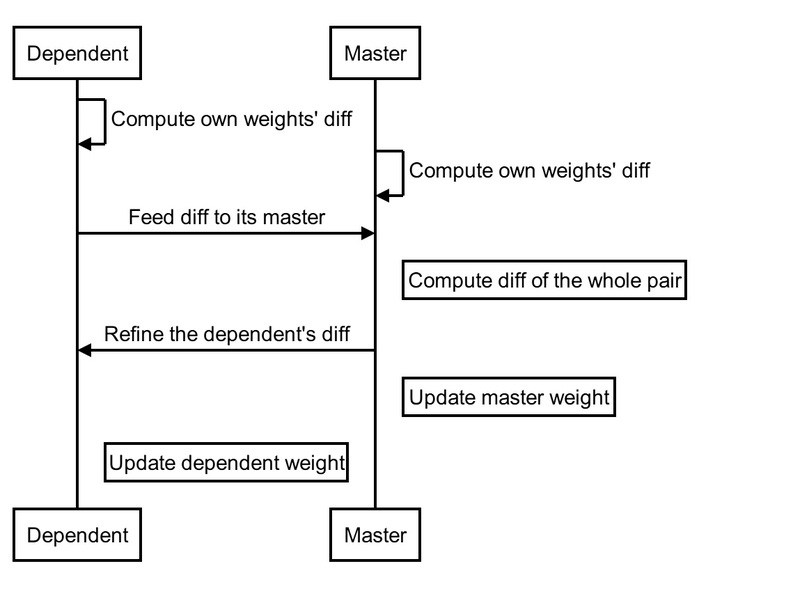 Dependent
Master
Compute own weights' diff
Compute own weights' diff
Feed diff to its master
Compute diff of the whole pair
Refine the dependent's diff
Update master weight
Update dependent weight
Dependent
Master